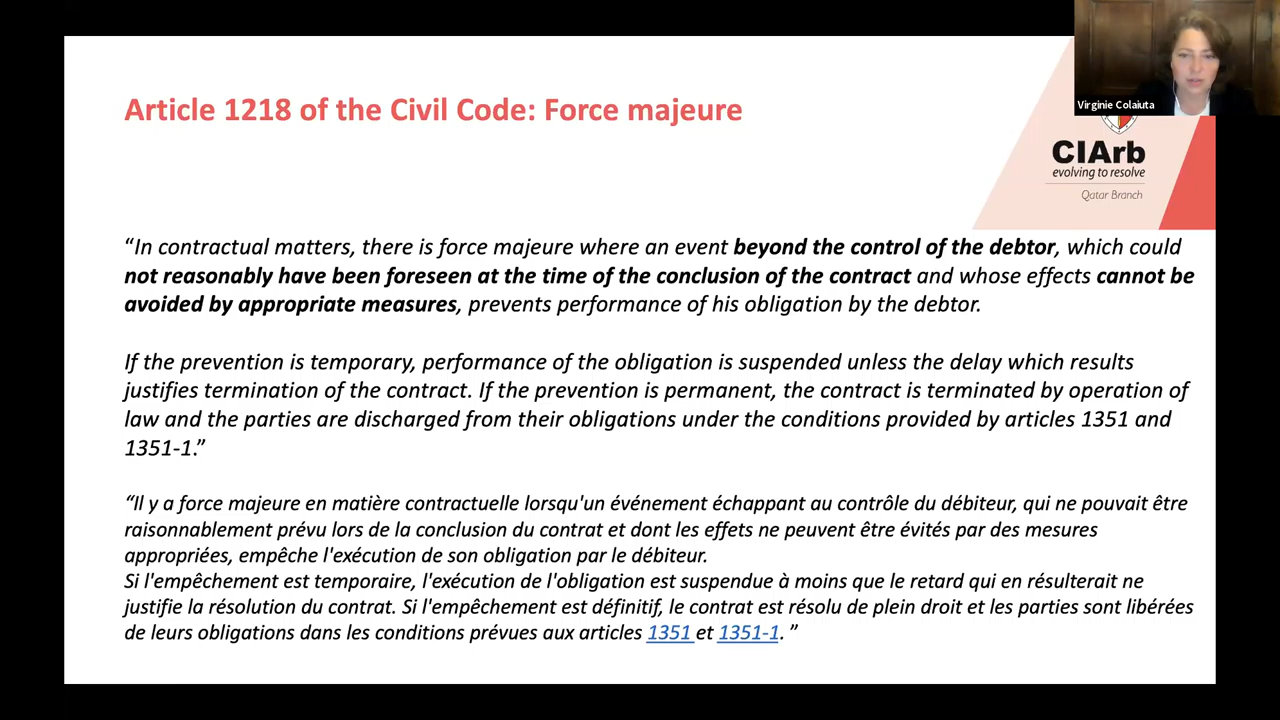 Virginie Colaiuta
Article 1218 of the Civil Code: Force majeure
CIArb
evolving to resolve
Qatar Branch
“In contractual matters, there is force majeure where an event beyond the control of the debtor, which could
not reasonably have been foreseen at the time of the conclusion of the contract and whose effects cannot be
avoided by appropriate measures, prevents performance of his obligation by the debtor.
If the prevention is temporary, performance of the obligation is suspended unless the delay which results
justifies termination of the contract. If the prevention is permanent, the contract is terminated by operation of
law and the parties are discharged from their obligations under the conditions provided by articles 1351 and
1351-1.”
“Il y a force majeure en matière contractuelle lorsqu'un événement échappant au contrôle du débiteur, qui ne pouvait être
raisonnablement prévu lors de la conclusion du contrat et dont les effets ne peuvent être évités par des mesures
appropriées, empêche l'exécution de son obligation par le débiteur.
Si l'empêchement est temporaire, l'exécution de l'obligation est suspendue à moins que le retard qui en résulterait ne
justifie la résolution du contrat. Si l'empêchement est définitif, le contrat est résolu de plein droit et les parties sont libérées
de leurs obligations dans les conditions prévues aux articles 1351 et 1351-1. ”